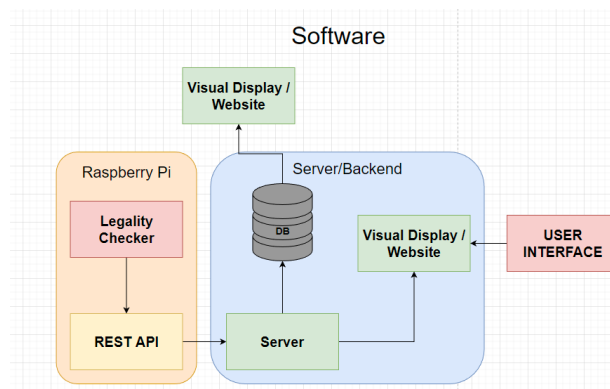 Software
Visual Display /
Website
Raspberry Pi
Server/Backend
Legality
Checker
DB
Visual Display /
Website
USER
INTERFACE
REST API
Server